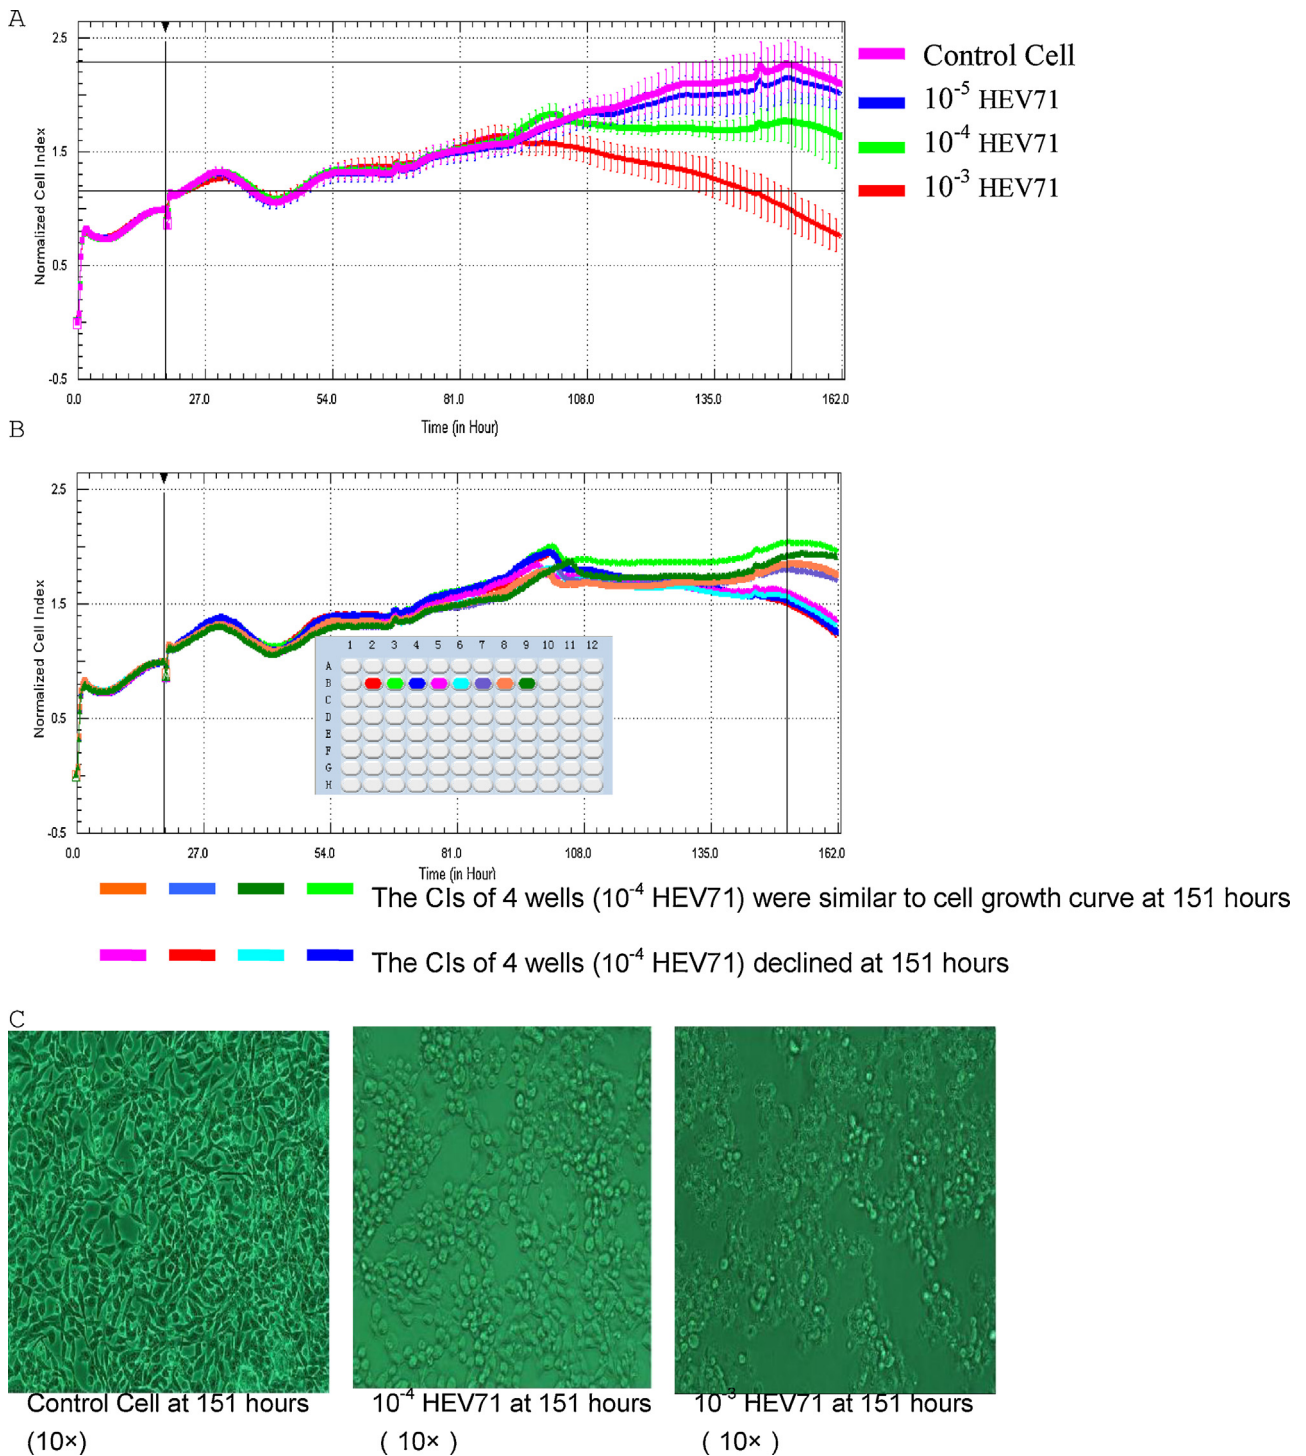 A
2.5
1.5
0.5
-0.5
Normalized Cell Index
0.0 27.0 54.0 81.0 108.0 135.0 162.0
Time (in Hour)
Control Cell
10-5 HEV71
10-4 HEV71
10-3 HEV71
B
2.5
1.5
0.5
-0.5
Normalized Cell Index
1 2 3 4 5 6 7 8 9 10 11 12
A
B
C
D
E
F
G
H
0.0 27.0 54.0 81.0 108.0 135.0 162.0
Time (in Hour)
The CIs of 4 wells (10-4 HEV71) were similar to cell growth curve at 151 hours
The CIs of 4 wells (10-4 HEV71) declined at 151 hours
C
Control Cell at 151 hours
(10×)
10-4 HEV71 at 151 hours
( 10× )
10-3 HEV71 at 151 hours
( 10× )